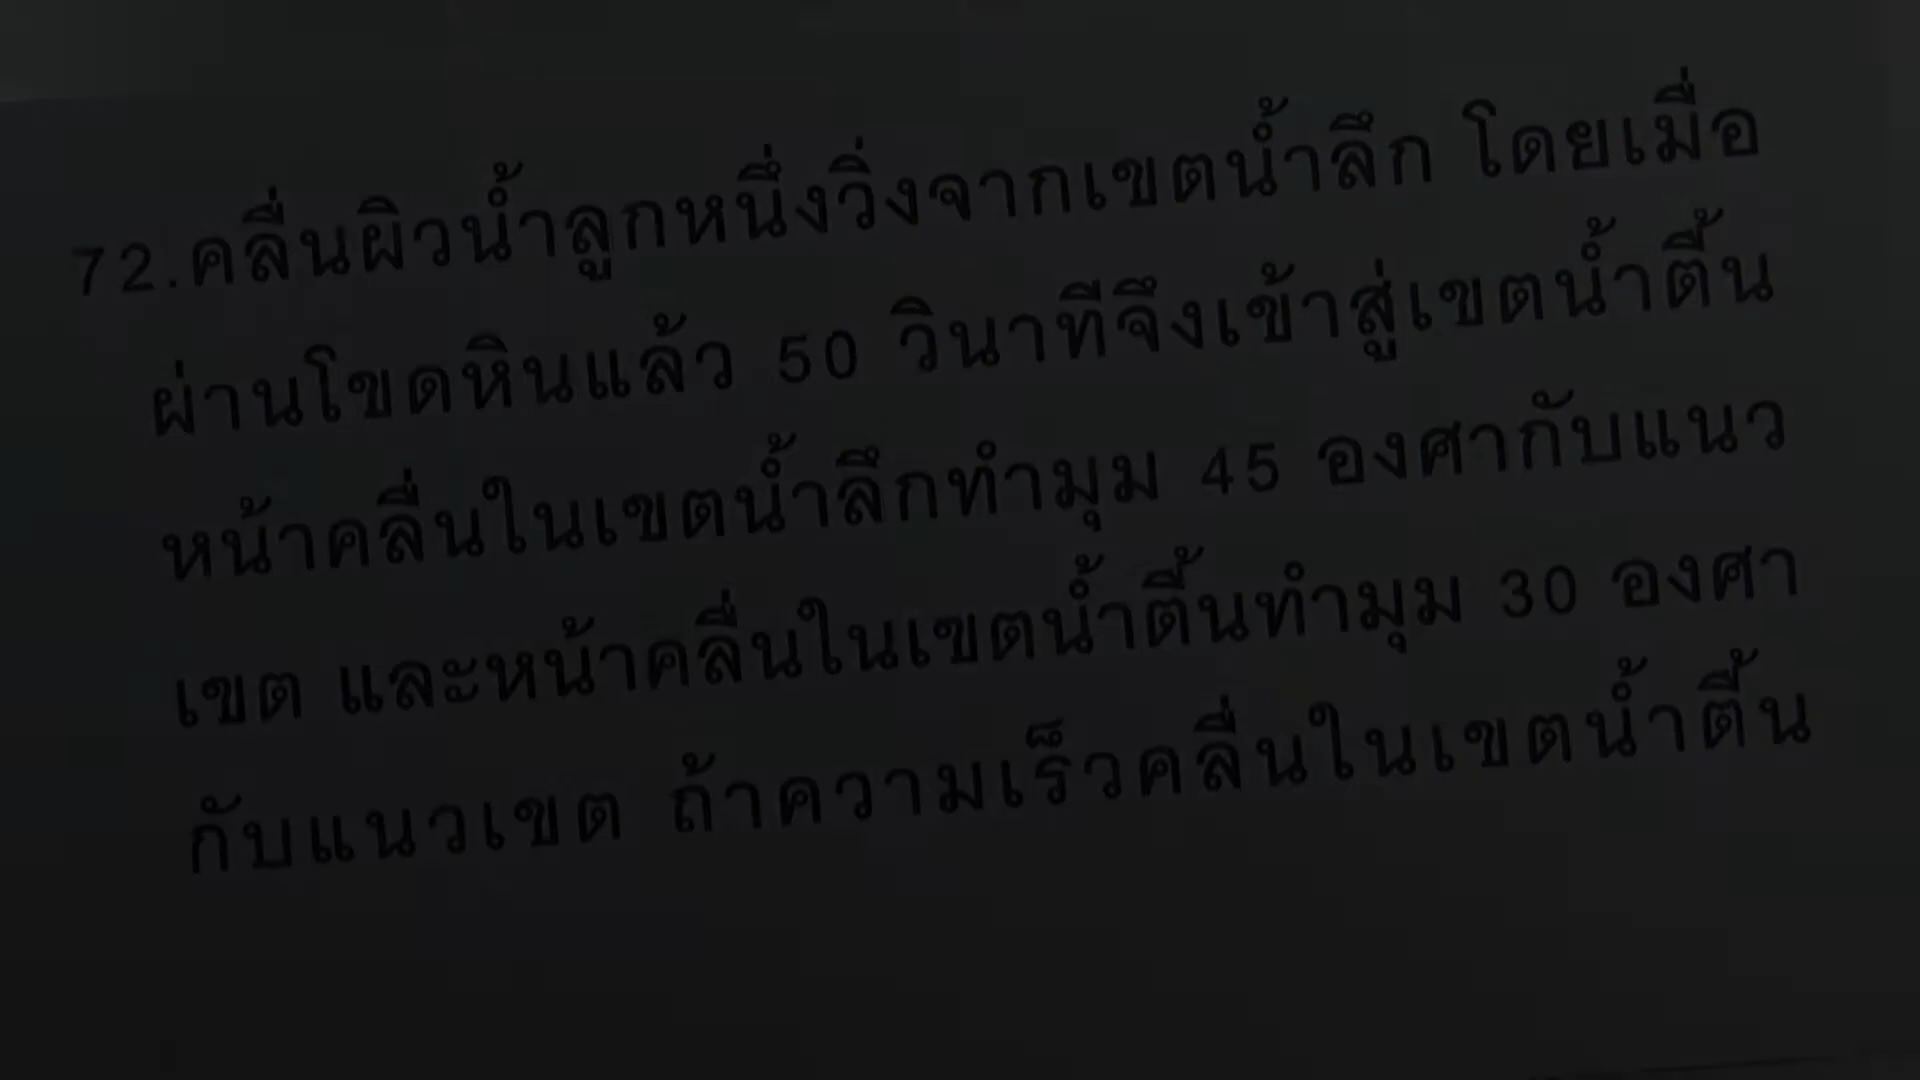 72.คลื่นผิวน้ำลูกหนึ่งวิ่งจากเขตน้ำลึก โดยเมื่อ
ผ่านโขดหินแล้ว 50 วินาทีจึงเข้าสู่เขตน้ำตื้น
หน้าคลื่นในเขตน้ำลึกทำมุม 45 องศากับแนว
เขต และหน้าคลื่นในเขตน้ำตื้นทำมุม 30 องศา
กับแนวเขต ถ้าความเร็วคลื่นในเขตน้ำตื้น